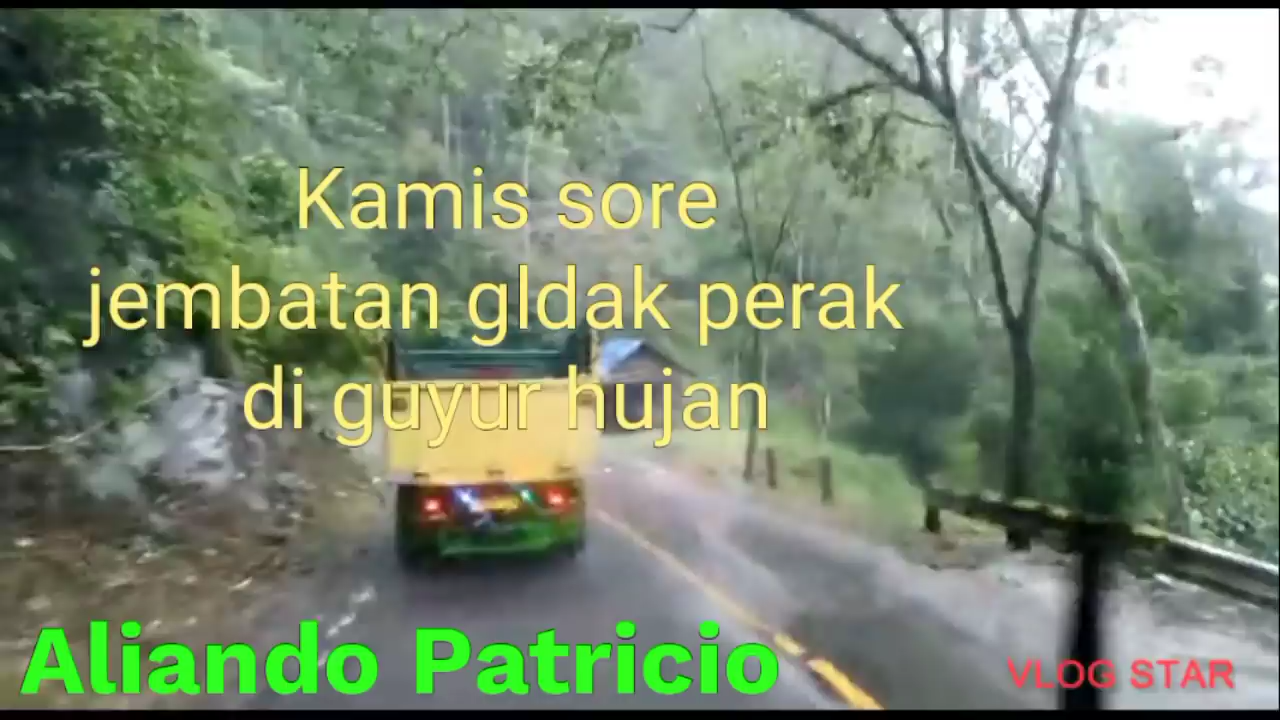 Kamis sore
jembatan gldak perak
di guyur hujan
Aliando Patricio
VLOG STAR